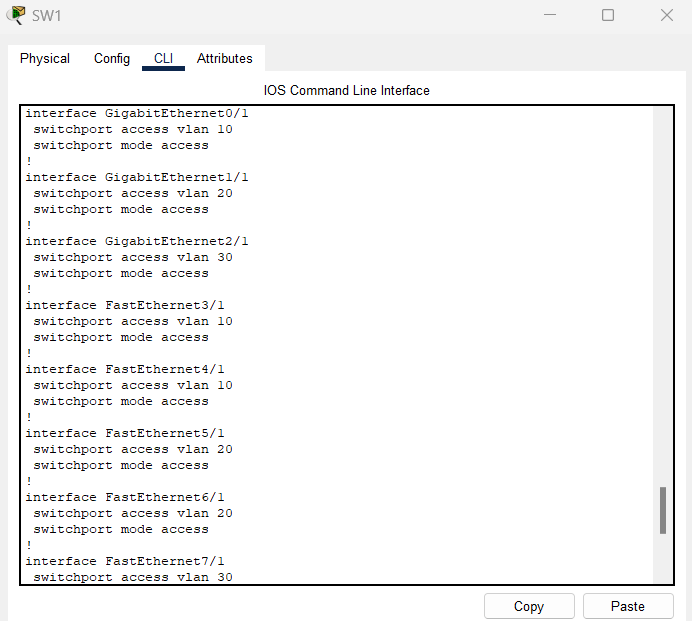 SW1
Physical Config CLI Attributes
IOS Command Line Interface
interface GigabitEthernet0/1
 switchport access vlan 10
 switchport mode access
!
interface GigabitEthernet1/1
 switchport access vlan 20
 switchport mode access
!
interface GigabitEthernet2/1
 switchport access vlan 30
 switchport mode access
!
interface FastEthernet3/1
 switchport access vlan 10
 switchport mode access
!
interface FastEthernet4/1
 switchport access vlan 10
 switchport mode access
!
interface FastEthernet5/1
 switchport access vlan 20
 switchport mode access
!
interface FastEthernet6/1
 switchport access vlan 20
 switchport mode access
!
interface FastEthernet7/1
 switchport access vlan 30
Copy Paste